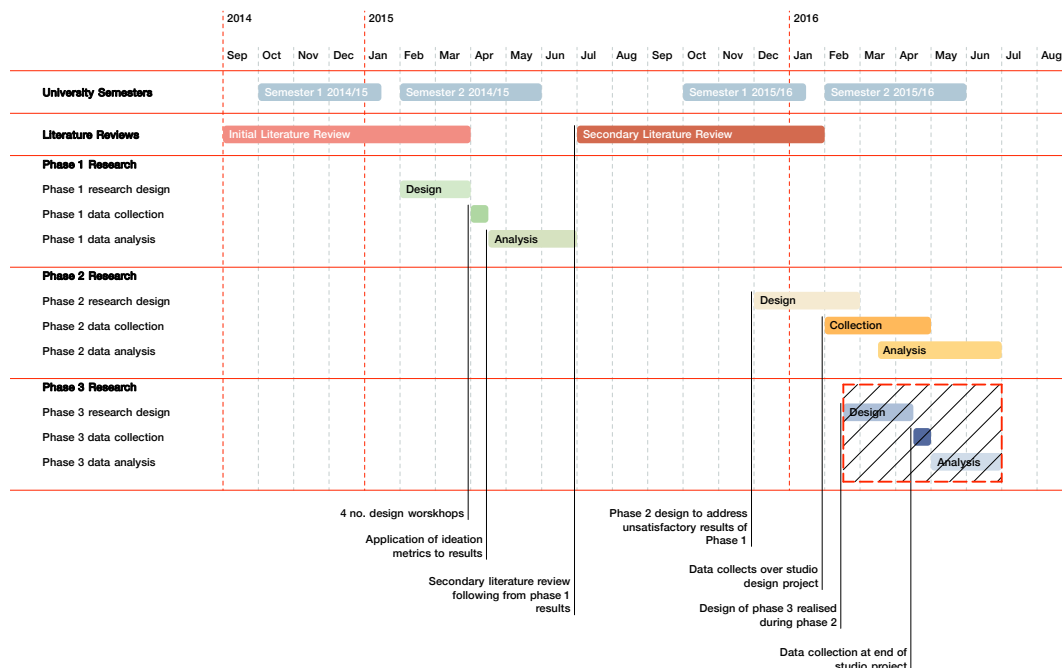 2014 2015 2016
Sep Oct Nov Dec Jan Feb Mar Apr May Jun Jul Aug Sep Oct Nov Dec Jan Feb Mar Apr May Jun Jul Aug
University Semesters Semester 1 2014/15 Semester 2 2014/15 Semester 1 2015/16 Semester 2 2015/16
Literature Reviews Initial Literature Review Secondary Literature Review
Phase 1 Research
Phase 1 research design Design
Phase 1 data collection
Phase 1 data analysis Analysis
Phase 2 Research
Phase 2 research design Design
Phase 2 data collection Collection
Phase 2 data analysis Analysis
Phase 3 Research
Phase 3 research design Design
Phase 3 data collection
Phase 3 data analysis Analysis
4 no. design worskhops
Application of ideation
metrics to results
Secondary literature review
following from phase 1
results
Phase 2 design to address
unsatisfactory results of
Phase 1
Data collects over studio
design project
Design of phase 3 realised
during phase 2
Data collection at end of
studio project